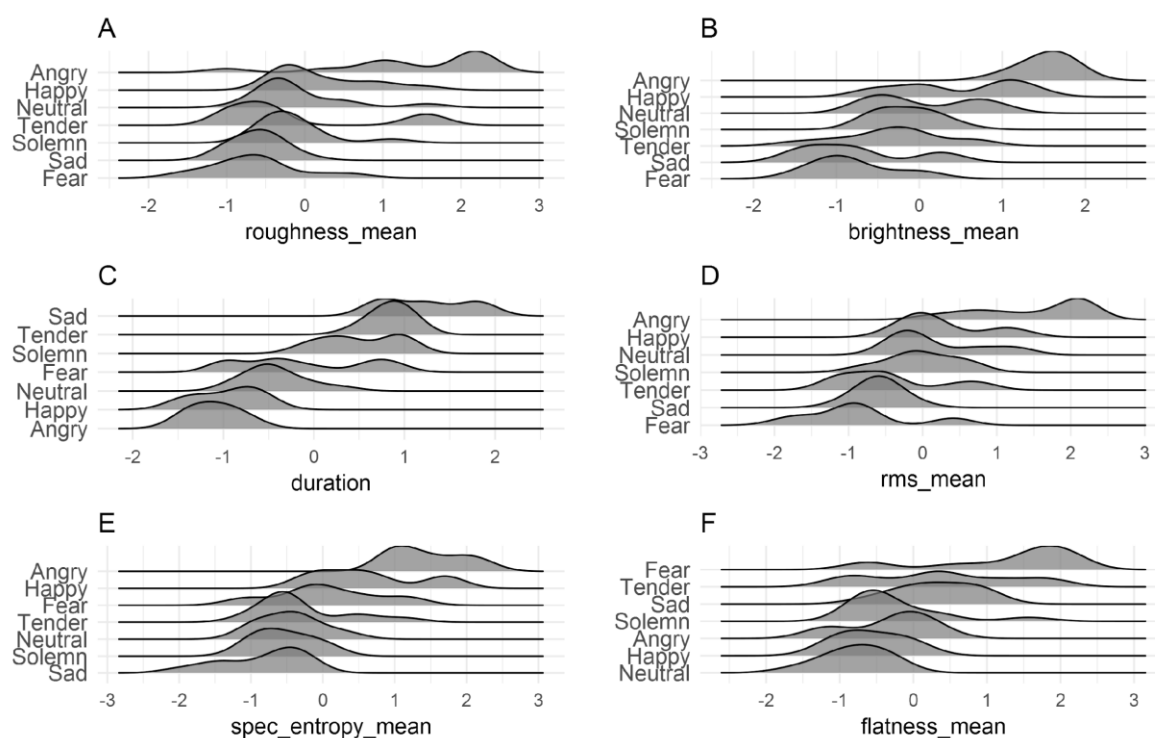 A
Angry
Happy
Neutral
Tender
Solemn
Sad
Fear
-2 -1 0 1 2 3
roughness_mean
B
Angry
Happy
Neutral
Solemn
Tender
Sad
Fear
-2 -1 0 1 2
brightness_mean
C
Sad
Tender
Solemn
Fear
Neutral
Happy
Angry
-2 -1 0 1 2
duration
D
Angry
Happy
Neutral
Solemn
Tender
Sad
Fear
-3 -2 -1 0 1 2 3
rms_mean
E
Angry
Happy
Fear
Tender
Neutral
Solemn
Sad
-3 -2 -1 0 1 2 3
spec_entropy_mean
F
Fear
Tender
Sad
Solemn
Angry
Happy
Neutral
-2 -1 0 1 2 3
flatness_mean